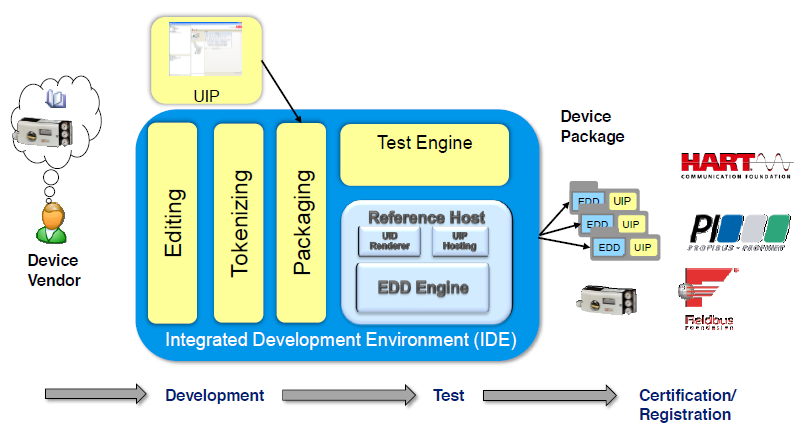 UIP
Device
Vendor
Editing
Tokenizing
Packaging
Test Engine
Reference Host
UID
Renderer
UIP
Hosting
EDD Engine
Integrated Development Environment (IDE)
Device
Package
EDD UIP
EDD UIP
EDD UIP
HART
COMMUNICATION FOUNDATION
PI
PROFIBUS • PROFINET
Fieldbus
Foundation
Development
Test
Certification/
Registration